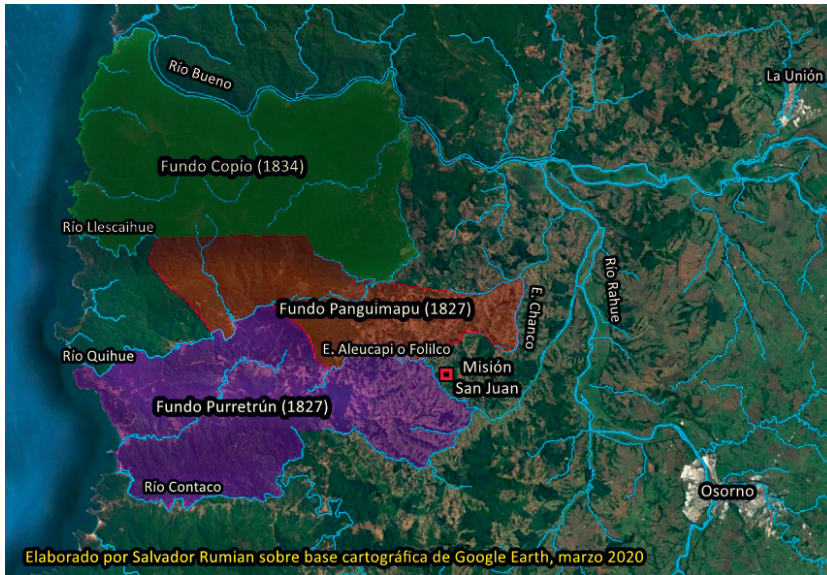 Río Bueno
La Unión
Fundo Copío (1834)
Río Llescaihue
Río Rahue
E. Chanco
Fundo Panguimapu (1827)
Río Quihue
E. Aleucapi o Folilco
Misión
San Juan
Fundo Purretrún (1827)
Río Contaco
Osorno
Elaborado por Salvador Rumian sobre base cartográfica de Google Earth, marzo 2020